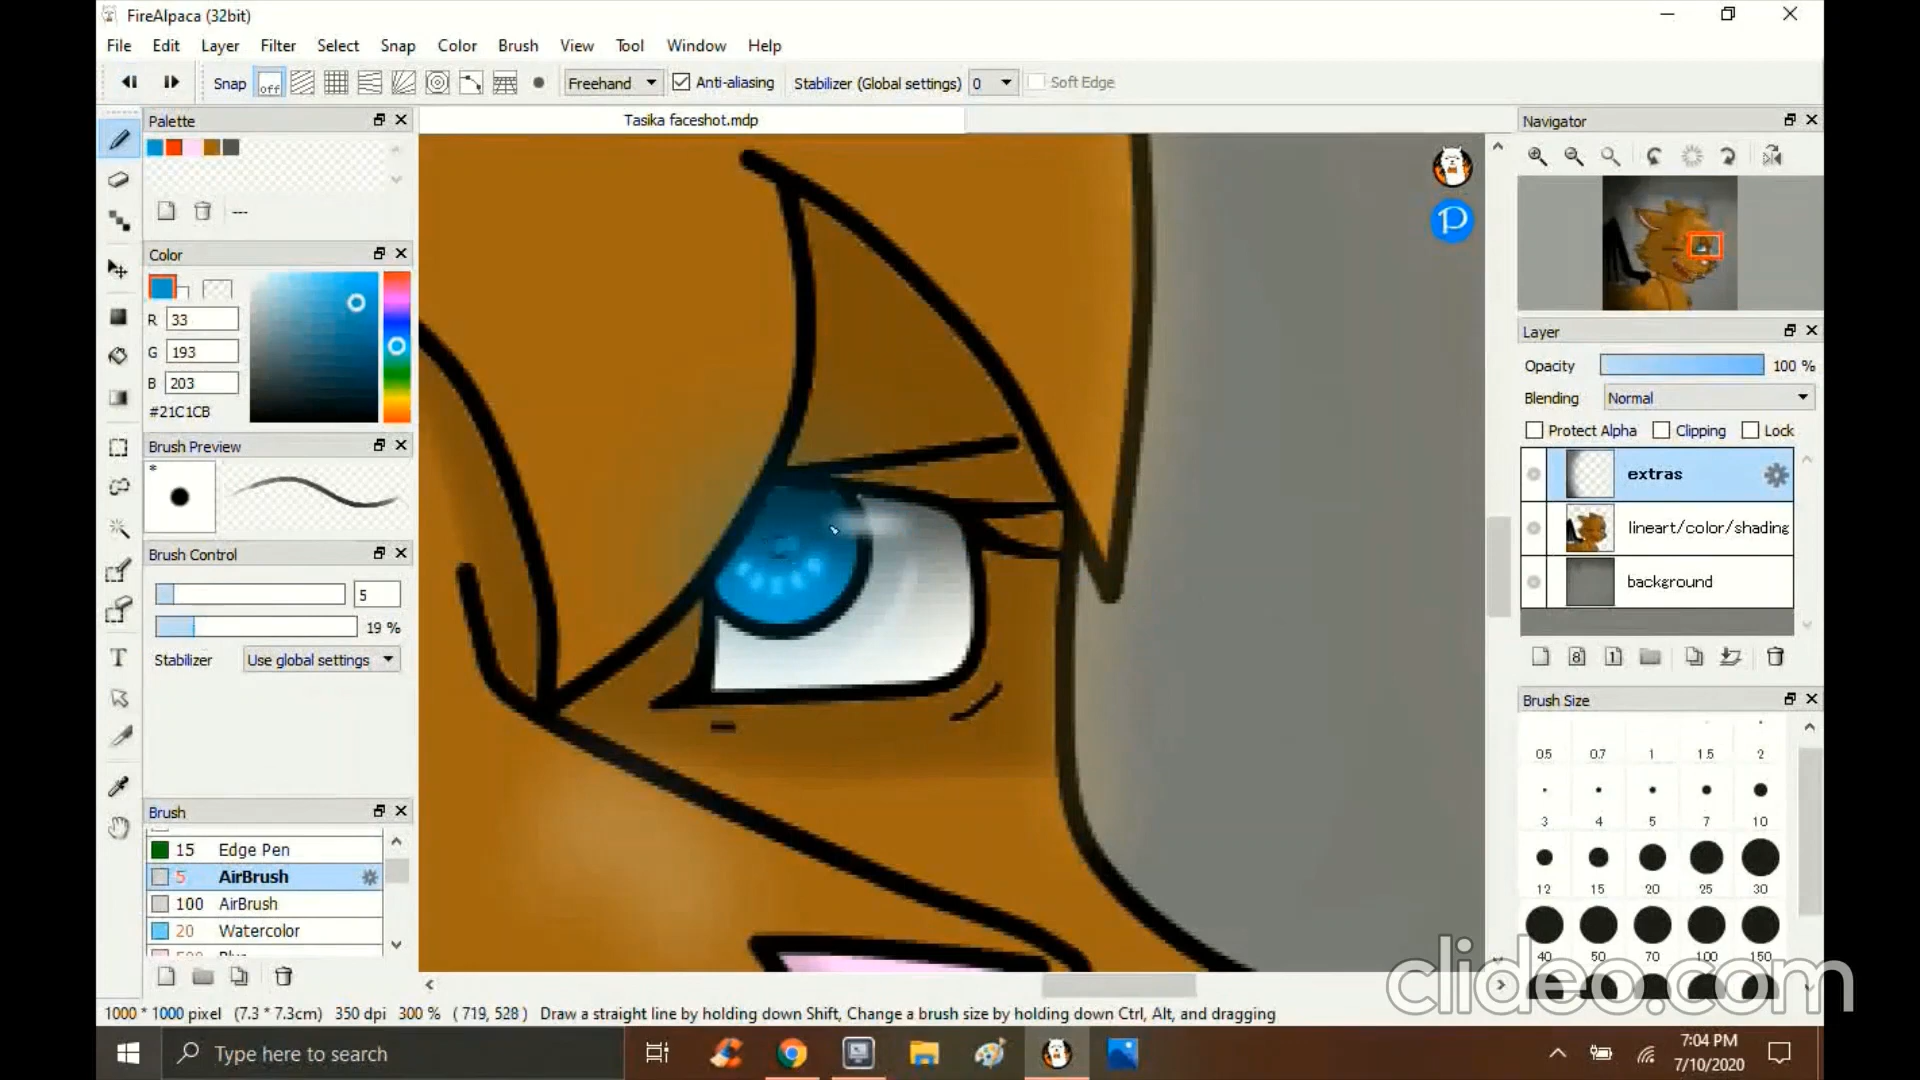 FireAlpaca (32bit)
File Edit Layer Filter Select Snap Color Brush View Tool Window Help
Snap off Freehand Anti-aliasing Stabilizer (Global settings) 0 Soft Edge
Palette
Tasika faceshot.mdp
Navigator
---
Color
R 33
G 193
B 203
#21C1CB
Layer
Opacity 100 %
Blending Normal
Protect Alpha Clipping Lock
Brush Preview
*
extras
lineart/color/shading
background
Brush Control
5
19 %
Stabilizer Use global settings
8 1
T
P
Brush Size
0.5 0.7 1 1.5 2
3 4 5 7 10
12 15 20 25 30
40 50 70 100 150
Brush
15 Edge Pen
5 AirBrush
100 AirBrush
20 Watercolor
clideo.com
1000 * 1000 pixel (7.3 * 7.3cm) 350 dpi 300 % ( 719, 528 ) Draw a straight line by holding down Shift, Change a brush size by holding down Ctrl, Alt, and dragging
Type here to search
7:04 PM
7/10/2020